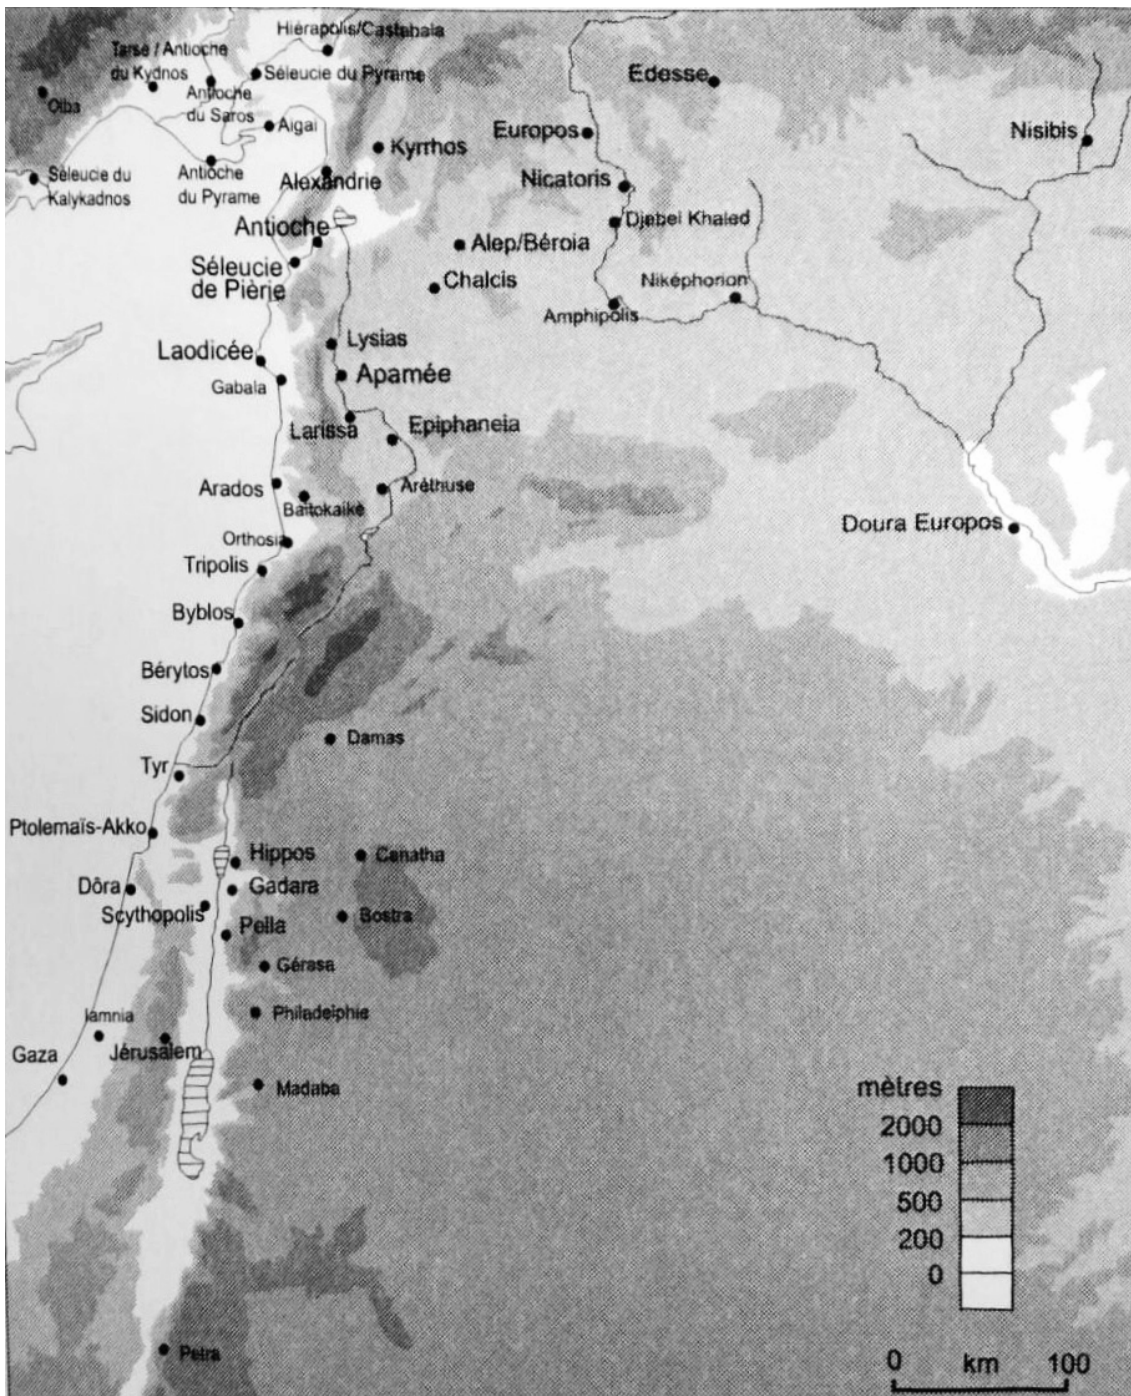 Hiérapolis/Castabala
Tarse / Antioche
du Kydnos
Séleucie du Pyrame
Edesse
Olba
Antioche
du Saros
Aigai
Europos
Nisibis
Kyrrhos
Séleucie du
Kalykadnos
Antioche
du Pyrame
Alexandrie
Nicatoris
Djebel Khaled
Antioche
Alep/Béroia
Séleucie
de Piérie
Chalcis
Niképhorion
Amphipolis
Lysias
Laodicée
Gabala
Apamée
Larissa
Epiphaneia
Arados
Baitokaikè
Aréthuse
Doura Europos
Orthosia
Tripolis
Byblos
Bérytos
Sidon
Damas
Tyr
Ptolemaïs-Akko
Hippos
Canatha
Dôra
Gadara
Scythopolis
Bostra
Pella
Gérasa
Philadelphie
Iamnia
Jérusalem
Gaza
Madaba
mètres
2000
1000
500
200
0
Petra
0 km 100